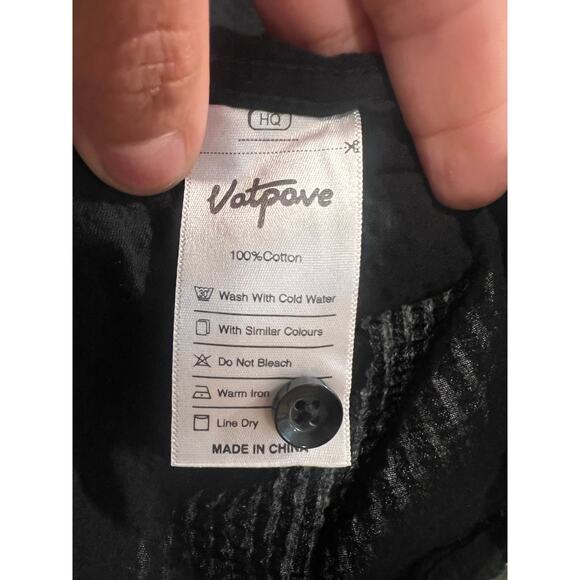 HQ
Vatpave
100%Cotton
30
Wash With Cold Water
With Similar Colours
Do Not Bleach
Warm Iron
Line Dry
MADE IN CHINA